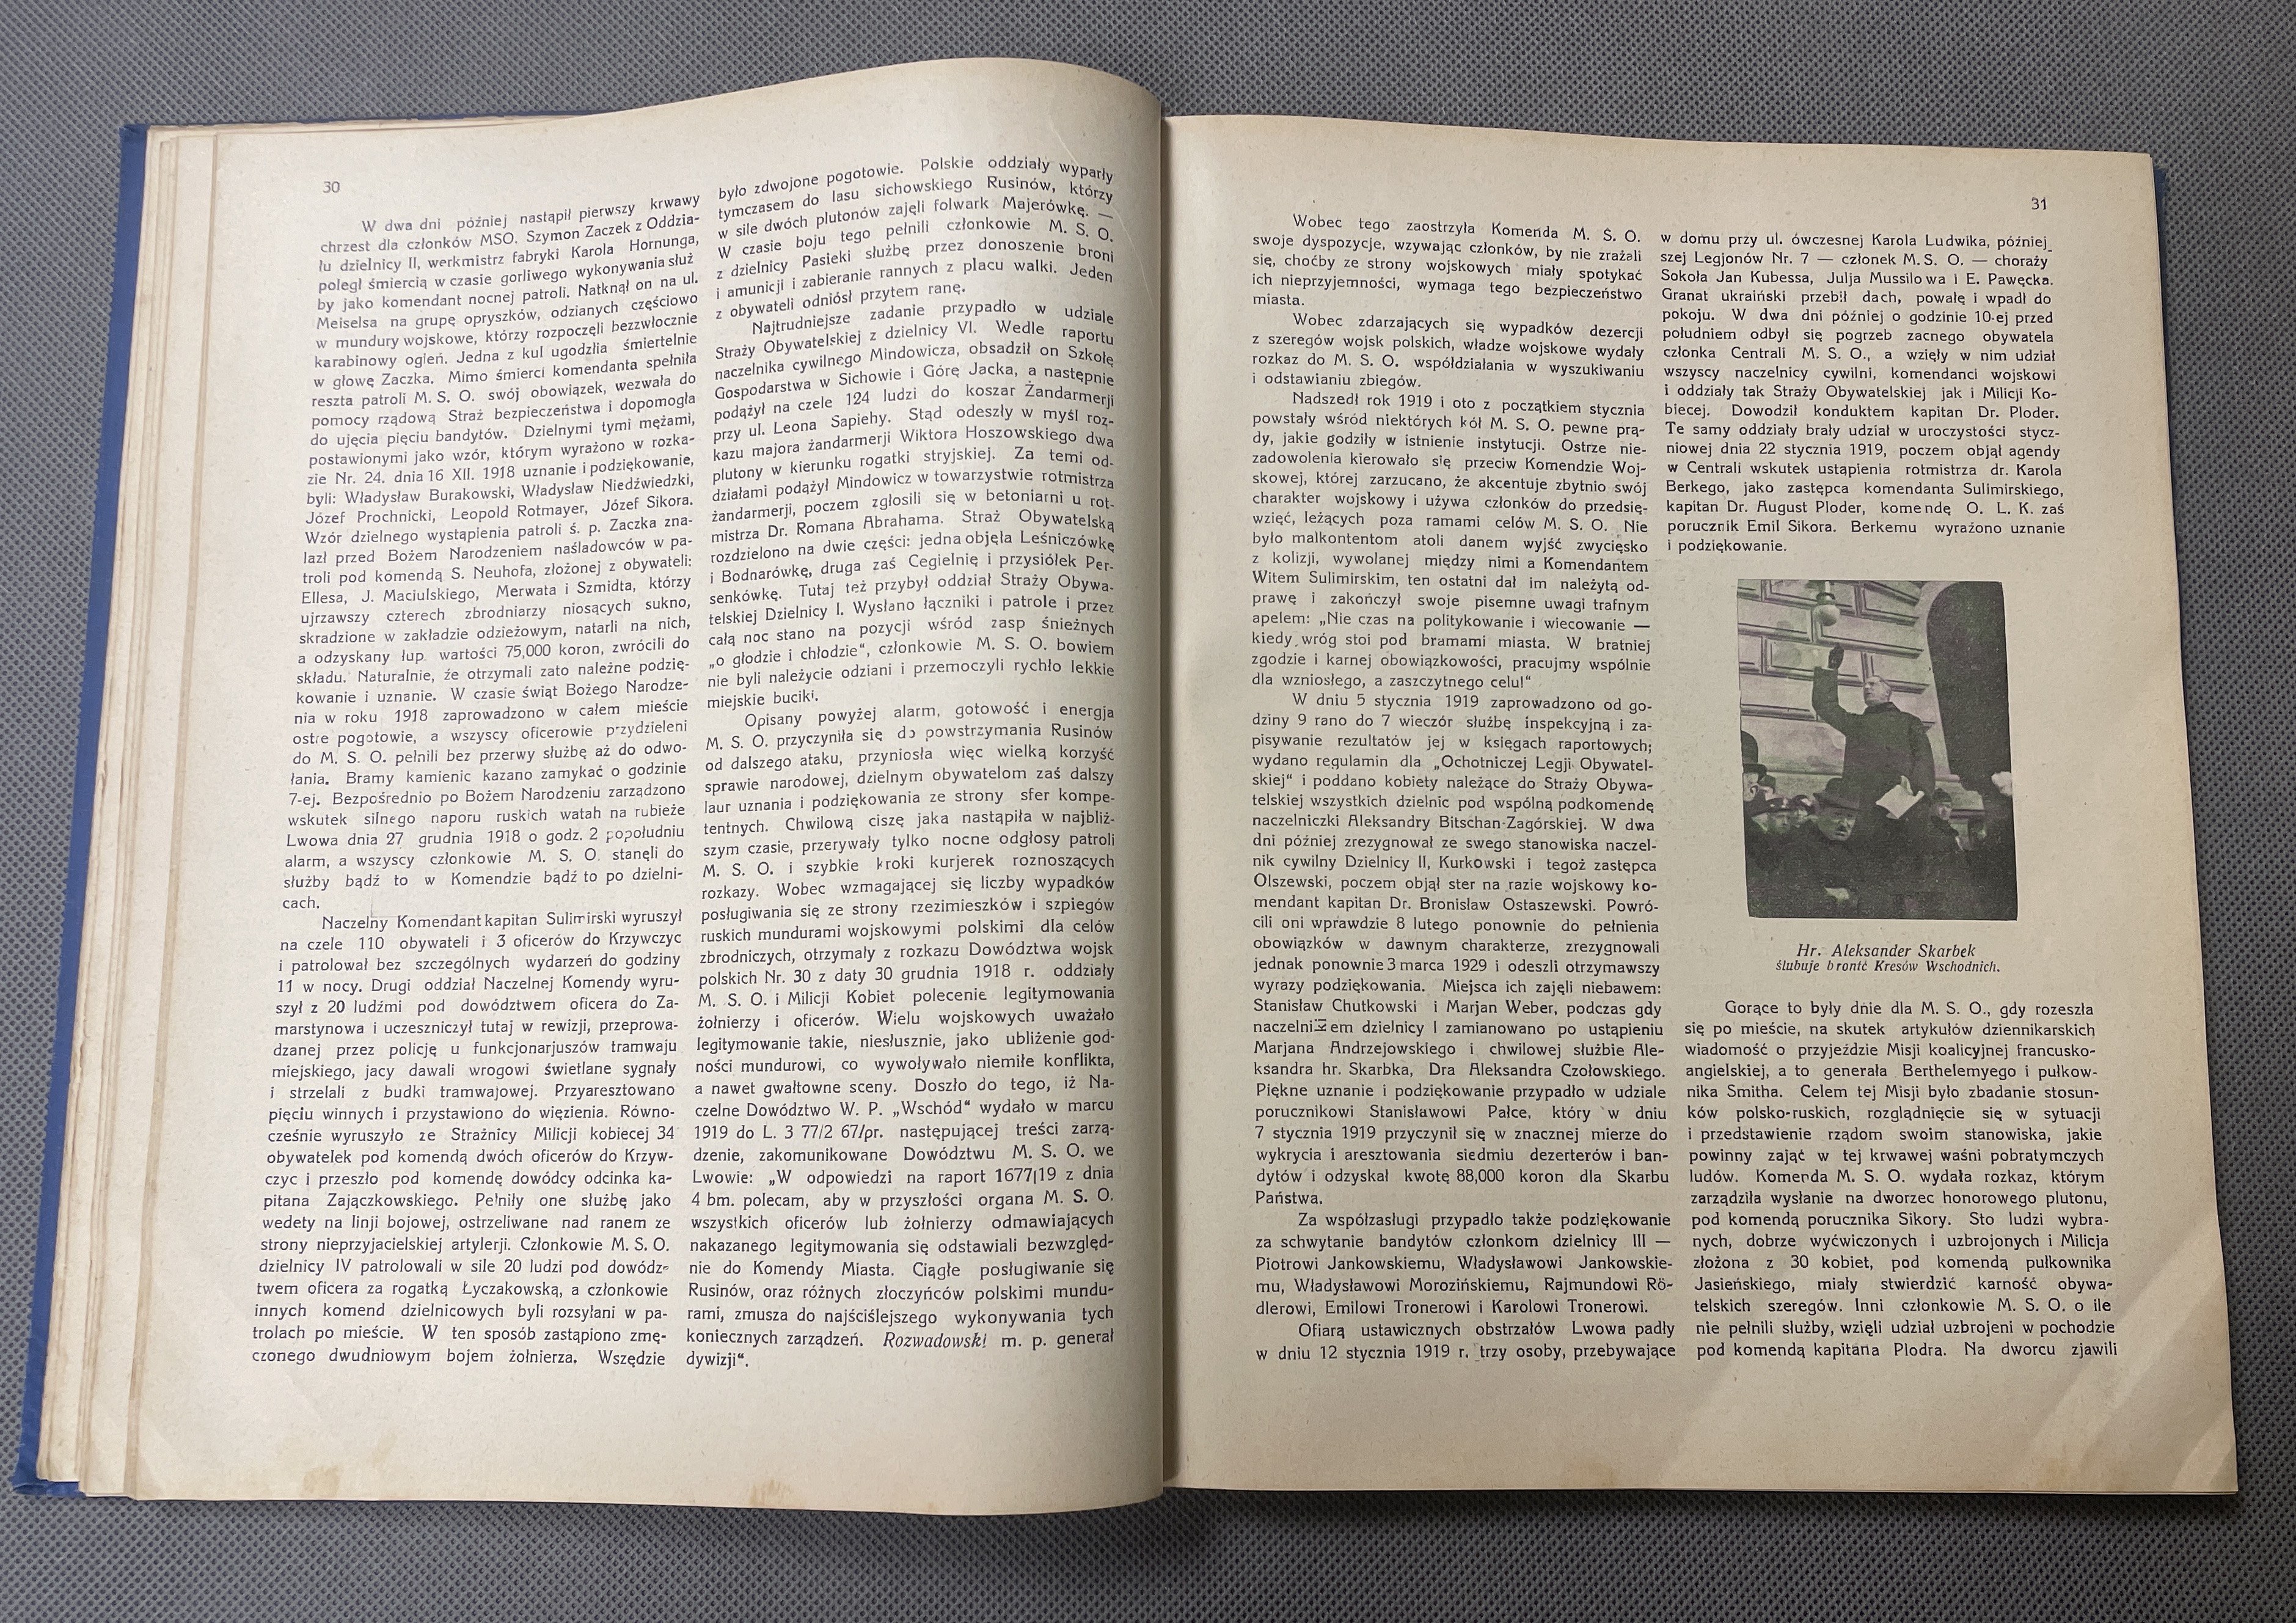 30
W dwa dni później nastąpił pierwszy krwawy
chrzest dla członków MSO. Szymon Zaczek z Oddzia-
łu dzielnicy II, werkmistrz fabryki Karola Hornunga,
poległ śmiercią w czasie gorliwego wykonywania służ
by jako komendant nocnej patroli. Natknął on na ul.
Meiselsa na grupę opryszków, odzianych częściowo
w mundury wojskowe, którzy rozpoczęli bezzwłocznie
karabinowy ogień. Jedna z kul ugodzłia śmiertelnie
w głowę Zaczka. Mimo śmierci komendanta spełniła
reszta patroli M. S. O. swój obowiązek, wezwała do
pomocy rządową Straż bezpieczeństwa i dopomogła
do ujęcia pięciu bandytów. Dzielnymi tymi mężami,
postawionymi jako wzór, którym wyrażono w rozka-
zie Nr. 24. dnia 16 XII. 1918 uznanie i podziękowanie,
byli: Władysław Burakowski, Władysław Niedźwiedzki,
Józef Prochnicki, Leopold Rotmayer, Józef Sikora.
Wzór dzielnego wystąpienia patroli ś. p. Zaczka zna-
lazł przed Bożem Narodzeniem naśladowców w pa-
troli pod komendą S. Neuhofa, złożonej z obywateli:
Ellesa, J. Maciulskiego, Merwata i Szmidta, którzy
ujrzawszy czterech zbrodniarzy niosących sukno,
skradzione w zakładzie odzieżowym, natarli na nich,
a odzyskany łup wartości 75,000 koron, zwrócili do
składu. Naturalnie, że otrzymali zato należne podzię-
kowanie i uznanie. W czasie świąt Bożego Narodze-
nia w roku 1918 zaprowadzono w całem mieście
ostre pogotowie, a wszyscy oficerowie przydzieleni
do M. S. O. pełnili bez przerwy służbę aż do odwo-
łania. Bramy kamienic kazano zamykać o godzinie
7-ej. Bezpośrednio po Bożem Narodzeniu zarządzono
wskutek silnego naporu ruskich watah na rubieże
Lwowa dnia 27 grudnia 1918 o godz. 2 popołudniu
alarm, a wszyscy członkowie M. S. O. stanęli do
służby bądź to w Komendzie bądź to po dzielni-
cach.
Naczelny Komendant kapitan Sulimirski wyruszył
na czele 110 obywateli i 3 oficerów do Krzywczyc
i patrolował bez szczególnych wydarzeń do godziny
11 w nocy. Drugi oddział Naczelnej Komendy wyru-
szył z 20 ludźmi pod dowództwem oficera do Za-
marstynowa i uczeszniczył tutaj w rewizji, przeprowa-
dzanej przez policję u funkcjonarjuszów tramwaju
miejskiego, jacy dawali wrogowi świetlane sygnały
i strzelali z budki tramwajowej. Przyaresztowano
pięciu winnych i przystawiono do więzienia. Równo-
cześnie wyruszyło ze Strażnicy Milicji kobiecej 34
obywatelek pod komendą dwóch oficerów do Krzyw-
czyc i przeszło pod komendę dowódcy odcinka ka-
pitana Zajączkowskiego. Pełniły one służbę jako
wedety na linji bojowej, ostrzeliwane nad ranem ze
strony nieprzyjacielskiej artylerji. Członkowie M. S. O.
dzielnicy IV patrolowali w sile 20 ludzi pod dowódz-
twem oficera za rogatką Łyczakowską, a członkowie
innych komend dzielnicowych byli rozsyłani w pa-
trolach po mieście. W ten sposób zastąpiono zmę-
czonego dwudniowym bojem żołnierza. Wszędzie
było zdwojone pogotowie. Polskie oddziały wyparły
tymczasem do lasu sichowskiego Rusinów, którzy
w sile dwóch plutonów zajęli folwark Majerówkę. —
W czasie boju tego pełnili członkowie M. S. O.
z dzielnicy Pasieki służbę przez donoszenie broni
i amunicji i zabieranie rannych z placu walki. Jeden
z obywateli odniósł przytem ranę.
Najtrudniejsze zadanie przypadło w udziale
Straży Obywatelskiej z dzielnicy VI. Wedle raportu
naczelnika cywilnego Mindowicza, obsadził on Szkołę
Gospodarstwa w Sichowie i Górę Jacka, a następnie
podążył na czele 124 ludzi do koszar Żandarmerji
przy ul. Leona Sapiehy. Stąd odeszły w myśl roz-
kazu majora żandarmerji Wiktora Hoszowskiego dwa
plutony w kierunku rogatki stryjskiej. Za temi od-
działami podążył Mindowicz w towarzystwie rotmistrza
żandarmerji, poczem zgłosili się w betoniarni u rot-
mistrza Dr. Romana Abrahama. Straż Obywatelską
rozdzielono na dwie części: jedna objęła Leśniczówkę
i Bodnarówkę, druga zaś Cegielnię i przysiółek Per-
senkówkę. Tutaj też przybył oddział Straży Obywa-
telskiej Dzielnicy I. Wysłano łączniki i patrole i przez
całą noc stano na pozycji wśród zasp śnieżnych
„o głodzie i chłodzie“, członkowie M. S. O. bowiem
nie byli należycie odziani i przemoczyli rychło lekkie
miejskie buciki.
Opisany powyżej alarm, gotowość i energja
M. S. O. przyczyniła się do powstrzymania Rusinów
od dalszego ataku, przyniosła więc wielką korzyść
sprawie narodowej, dzielnym obywatelom zaś dalszy
laur uznania i podziękowania ze strony sfer kompe-
tentnych. Chwilową ciszę jaka nastąpiła w najbliż-
szym czasie, przerywały tylko nocne odgłosy patroli
M. S. O. i szybkie kroki kurjerek roznoszących
rozkazy. Wobec wzmagającej się liczby wypadków
posługiwania się ze strony rzezimieszków i szpiegów
ruskich mundurami wojskowymi polskimi dla celów
zbrodniczych, otrzymały z rozkazu Dowództwa wojsk
polskich Nr. 30 z daty 30 grudnia 1918 r. oddziały
M. S. O. i Milicji Kobiet polecenie legitymowania
żołnierzy i oficerów. Wielu wojskowych uważało
legitymowanie takie, niesłusznie, jako ubliżenie god-
ności mundurowi, co wywoływało niemiłe konflikta,
a nawet gwałtowne sceny. Doszło do tego, iż Na-
czelne Dowództwo W. P. „Wschód“ wydało w marcu
1919 do L. 3 77/2 67/pr. następującej treści zarzą-
dzenie, zakomunikowane Dowództwu M. S. O. we
Lwowie: „W odpowiedzi na raport 1677|19 z dnia
4 bm. polecam, aby w przyszłości organa M. S. O.
wszystkich oficerów lub żołnierzy odmawiających
nakazanego legitymowania się odstawiali bezwzględ-
nie do Komendy Miasta. Ciągłe posługiwanie się
Rusinów, oraz różnych złoczyńców polskimi mundu-
rami, zmusza do najściślejszego wykonywania tych
koniecznych zarządzeń. Rozwadowski m. p. generał
dywizji“.
31
Wobec tego zaostrzyła Komenda M. S. O.
swoje dyspozycje, wzywając członków, by nie zrażali
się, choćby ze strony wojskowych miały spotykać
ich nieprzyjemności, wymaga tego bezpieczeństwo
miasta.
Wobec zdarzających się wypadków dezercji
z szeregów wojsk polskich, władze wojskowe wydały
rozkaz do M. S. O. współdziałania w wyszukiwaniu
i odstawianiu zbiegów.
Nadszedł rok 1919 i oto z początkiem stycznia
powstały wśród niektórych kół M. S. O. pewne prą-
dy, jakie godziły w istnienie instytucji. Ostrze nie-
zadowolenia kierowało się przeciw Komendzie Woj-
skowej, której zarzucano, że akcentuje zbytnio swój
charakter wojskowy i używa członków do przedsię-
wzięć, leżących poza ramami celów M. S. O. Nie
było malkontentom atoli danem wyjść zwycięsko
z kolizji, wywołanej między nimi a Komendantem
Witem Sulimirskim, ten ostatni dał im należytą od-
prawę i zakończył swoje pisemne uwagi trafnym
apelem: „Nie czas na politykowanie i wiecowanie —
kiedy wróg stoi pod bramami miasta. W bratniej
zgodzie i karnej obowiązkowości, pracujmy wspólnie
dla wzniosłego, a zaszczytnego celu!“
W dniu 5 stycznia 1919 zaprowadzono od go-
dziny 9 rano do 7 wieczór służbę inspekcyjną i za-
pisywanie rezultatów jej w księgach raportowych;
wydano regulamin dla „Ochotniczej Legji Obywatel-
skiej“ i poddano kobiety należące do Straży Obywa-
telskiej wszystkich dzielnic pod wspólną podkomendę
naczelniczki Aleksandry Bitschan-Zagórskiej. W dwa
dni później zrezygnował ze swego stanowiska naczel-
nik cywilny Dzielnicy II, Kurkowski i tegoż zastępca
Olszewski, poczem objął ster na razie wojskowy ko-
mendant kapitan Dr. Bronisław Ostaszewski. Powró-
cili oni wprawdzie 8 lutego ponownie do pełnienia
obowiązków w dawnym charakterze, zrezygnowali
jednak ponownie 3 marca 1929 i odeszli otrzymawszy
wyrazy podziękowania. Miejsca ich zajęli niebawem:
Stanisław Chutkowski i Marjan Weber, podczas gdy
naczelnikem dzielnicy I zamianowano po ustąpieniu
Marjana Andrzejowskiego i chwilowej służbie Ale-
ksandra hr. Skarbka, Dra Aleksandra Czołowskiego.
Piękne uznanie i podziękowanie przypadło w udziale
porucznikowi Stanisławowi Pałce, który w dniu
7 stycznia 1919 przyczynił się w znacznej mierze do
wykrycia i aresztowania siedmiu dezerterów i ban-
dytów i odzyskał kwotę 88,000 koron dla Skarbu
Państwa.
Za współzasługi przypadło także podziękowanie
za schwytanie bandytów członkom dzielnicy III —
Piotrowi Jankowskiemu, Władysławowi Jankowskie-
mu, Władysławowi Morozińskiemu, Rajmundowi Rö-
dlerowi, Emilowi Tronerowi i Karolowi Tronerowi.
Ofiarą ustawicznych obstrzałów Lwowa padły
w dniu 12 stycznia 1919 r. trzy osoby, przebywające
w domu przy ul. ówczesnej Karola Ludwika, później
szej Legjonów Nr. 7 — członek M. S. O. — chorąży
Sokoła Jan Kubessa, Julja Mussilowa i E. Pawęcka.
Granat ukraiński przebił dach, powałę i wpadł do
pokoju. W dwa dni później o godzinie 10-ej przed
południem odbył się pogrzeb zacnego obywatela
członka Centrali M. S. O., a wzięły w nim udział
wszyscy naczelnicy cywilni, komendanci wojskowi
i oddziały tak Straży Obywatelskiej jak i Milicji Ko-
biecej. Dowodził konduktem kapitan Dr. Ploder.
Te samy oddziały brały udział w uroczystości stycz-
niowej dnia 22 stycznia 1919, poczem objął agendy
w Centrali wskutek ustąpienia rotmistrza dr. Karola
Berkego, jako zastępca komendanta Sulimirskiego,
kapitan Dr. August Ploder, komendę O. L. K. zaś
porucznik Emil Sikora. Berkemu wyrażono uznanie
i podziękowanie.
Hr. Aleksander Skarbek
ślubuje bronić Kresów Wschodnich.
Gorące to były dnie dla M. S. O., gdy rozeszła
się po mieście, na skutek artykułów dziennikarskich
wiadomość o przyjeździe Misji koalicyjnej francusko-
angielskiej, a to generała Berthelemyego i pułkow-
nika Smitha. Celem tej Misji było zbadanie stosun-
ków polsko-ruskich, rozglądnięcie się w sytuacji
i przedstawienie rządom swoim stanowiska, jakie
powinny zająć w tej krwawej waśni pobratymczych
ludów. Komenda M. S. O. wydała rozkaz, którym
zarządziła wysłanie na dworzec honorowego plutonu,
pod komendą porucznika Sikory. Sto ludzi wybra-
nych, dobrze wyćwiczonych i uzbrojonych i Milicja
złożona z 30 kobiet, pod komendą pułkownika
Jasieńskiego, miały stwierdzić karność obywa-
telskich szeregów. Inni członkowie M. S. O. o ile
nie pełnili służby, wzięli udział uzbrojeni w pochodzie
pod komendą kapitana Plodra. Na dworcu zjawili